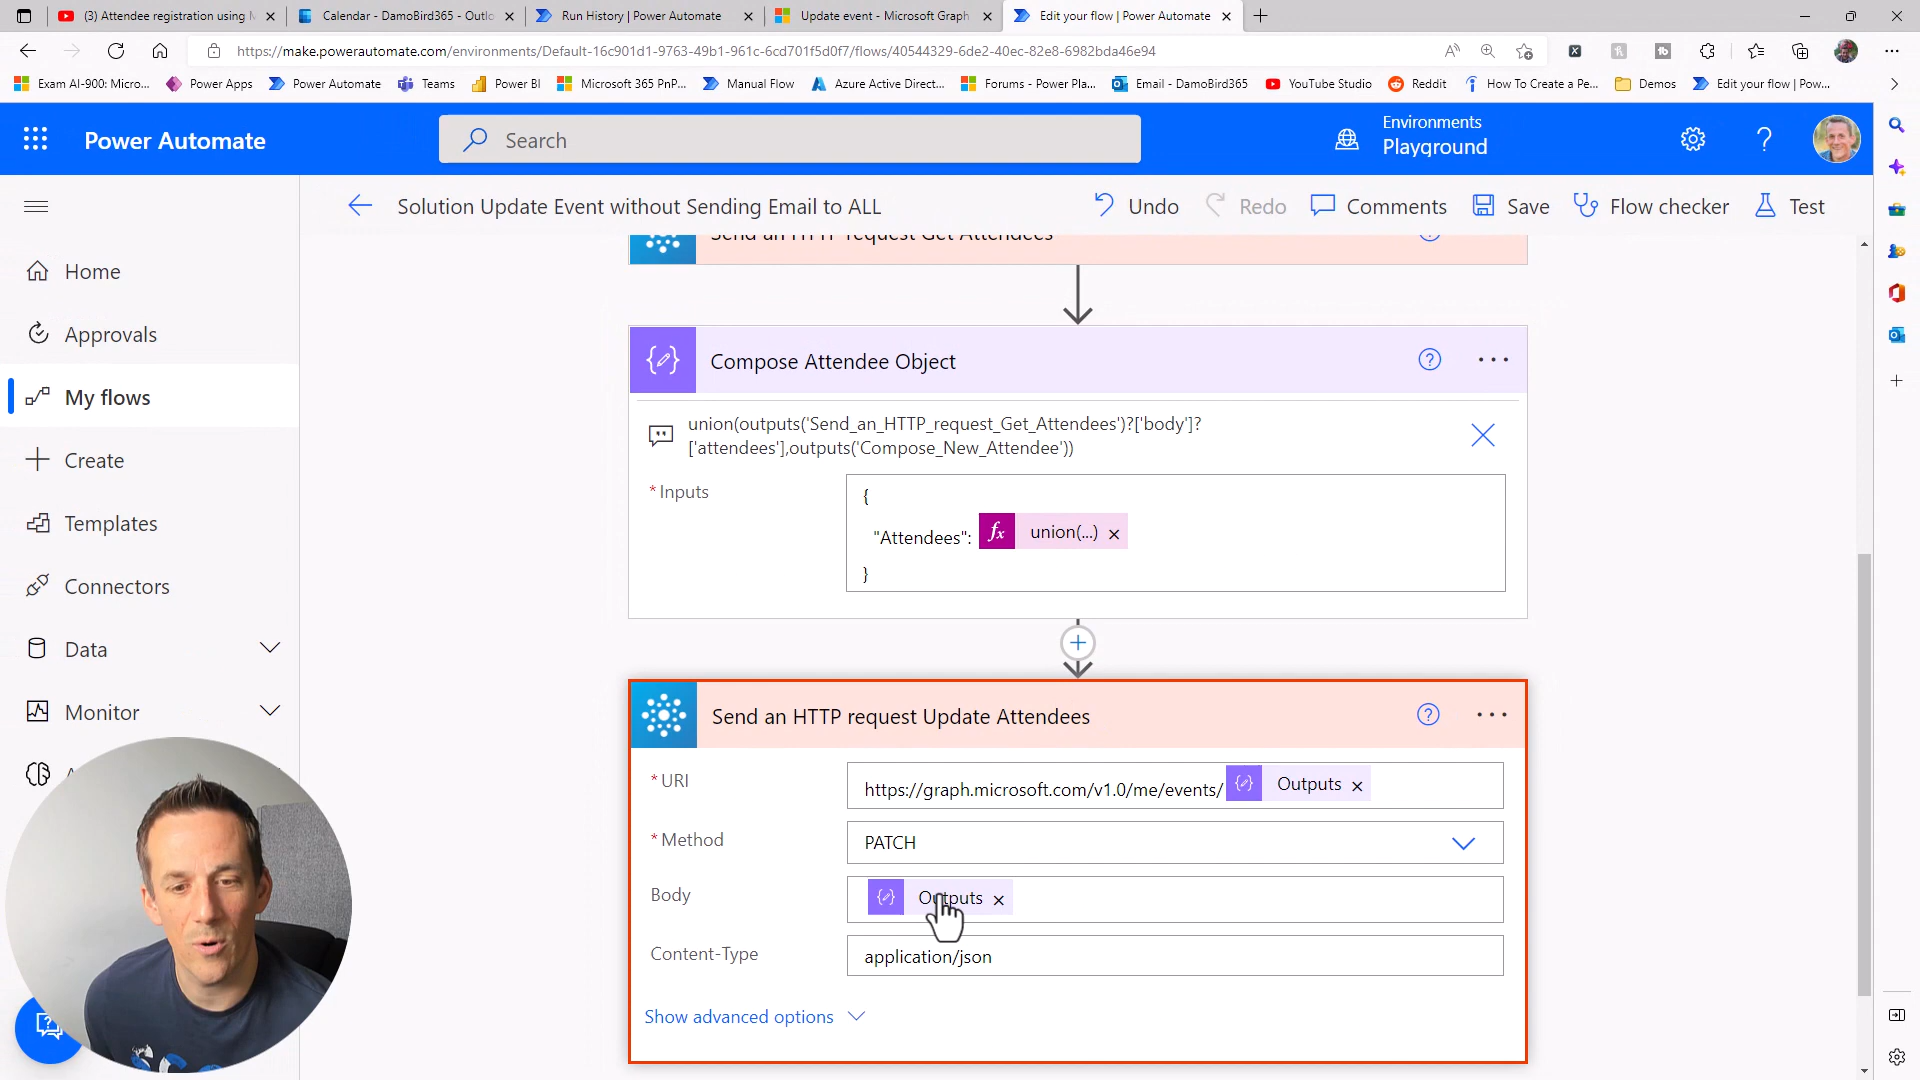 (3) Attendee registration using M
Calendar - DamoBird365 - Outlo
Run History | Power Automate
Update event - Microsoft Graph
Edit your flow | Power Automate
https://make.powerautomate.com/environments/Default-16c901d1-9763-49b1-961c-6cd701f5d0f7/flows/40544329-6de2-40ec-82e8-6982bda46e94
Exam AI-900: Micro...
Power Apps
Power Automate
Teams
Power BI
Microsoft 365 PnP...
Manual Flow
Azure Active Direct...
Forums - Power Pla...
Email - DamoBird365
YouTube Studio
Reddit
How To Create a Pe...
Demos
Edit your flow | Pow...
Power Automate
Search
Environments
Playground
Solution Update Event without Sending Email to ALL
Undo
Redo
Comments
Save
Flow checker
Test
Home
Approvals
My flows
Create
Templates
Connectors
Data
Monitor
Send an HTTP request Get Attendees
Compose Attendee Object
union(outputs('Send_an_HTTP_request_Get_Attendees')?['body']?
['attendees'],outputs('Compose_New_Attendee'))
* Inputs
{
"Attendees": fx union(...) ×
}
Send an HTTP request Update Attendees
* URI
https://graph.microsoft.com/v1.0/me/events/ Outputs ×
* Method
PATCH
Body
Outputs ×
Content-Type
application/json
Show advanced options